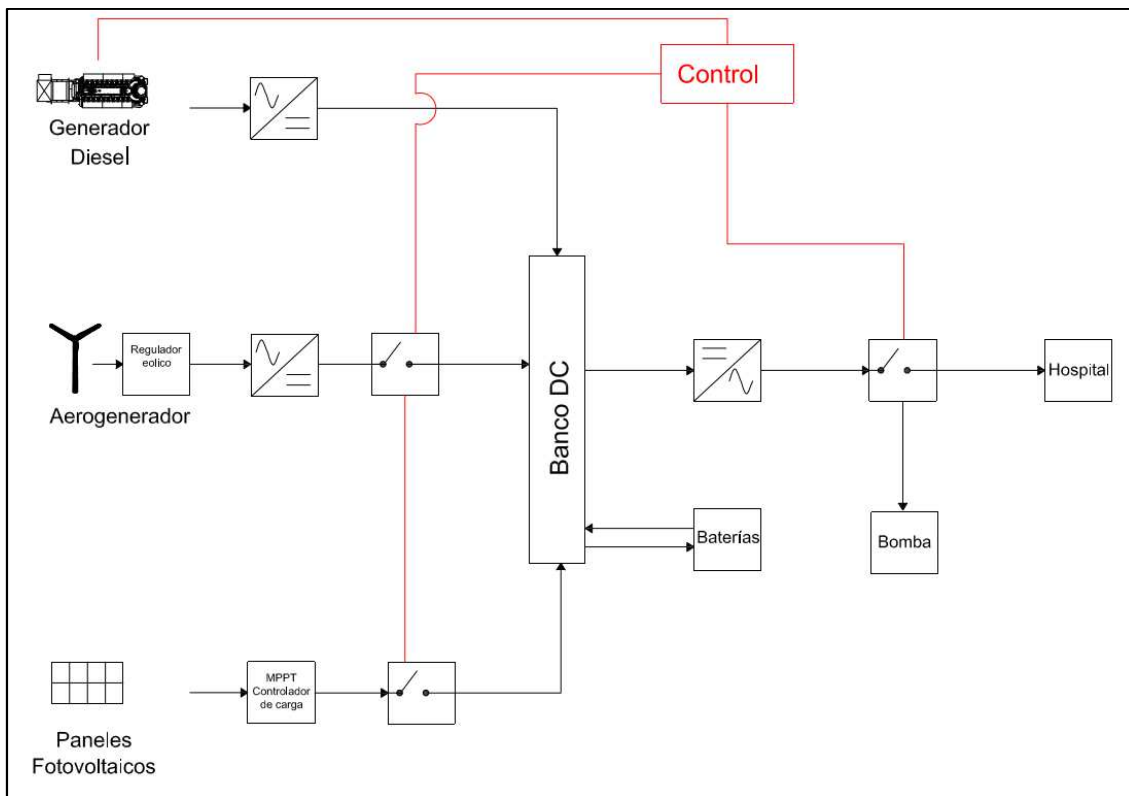 Control
Generador
Diesel
Regulador
eolico
Aerogenerador
Banco DC
Hospital
Baterías
Bomba
MPPT
Controlador
de carga
Paneles
Fotovoltaicos